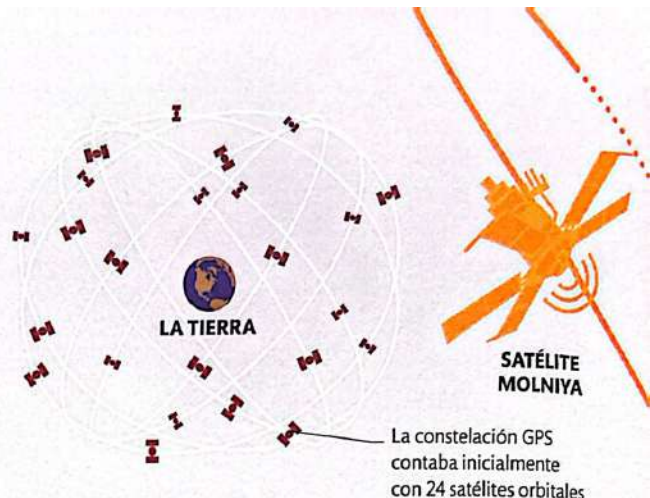 LA TIERRA
SATÉLITE
MOLNIYA
La constelación GPS
contaba inicialmente
con 24 satélites orbitales